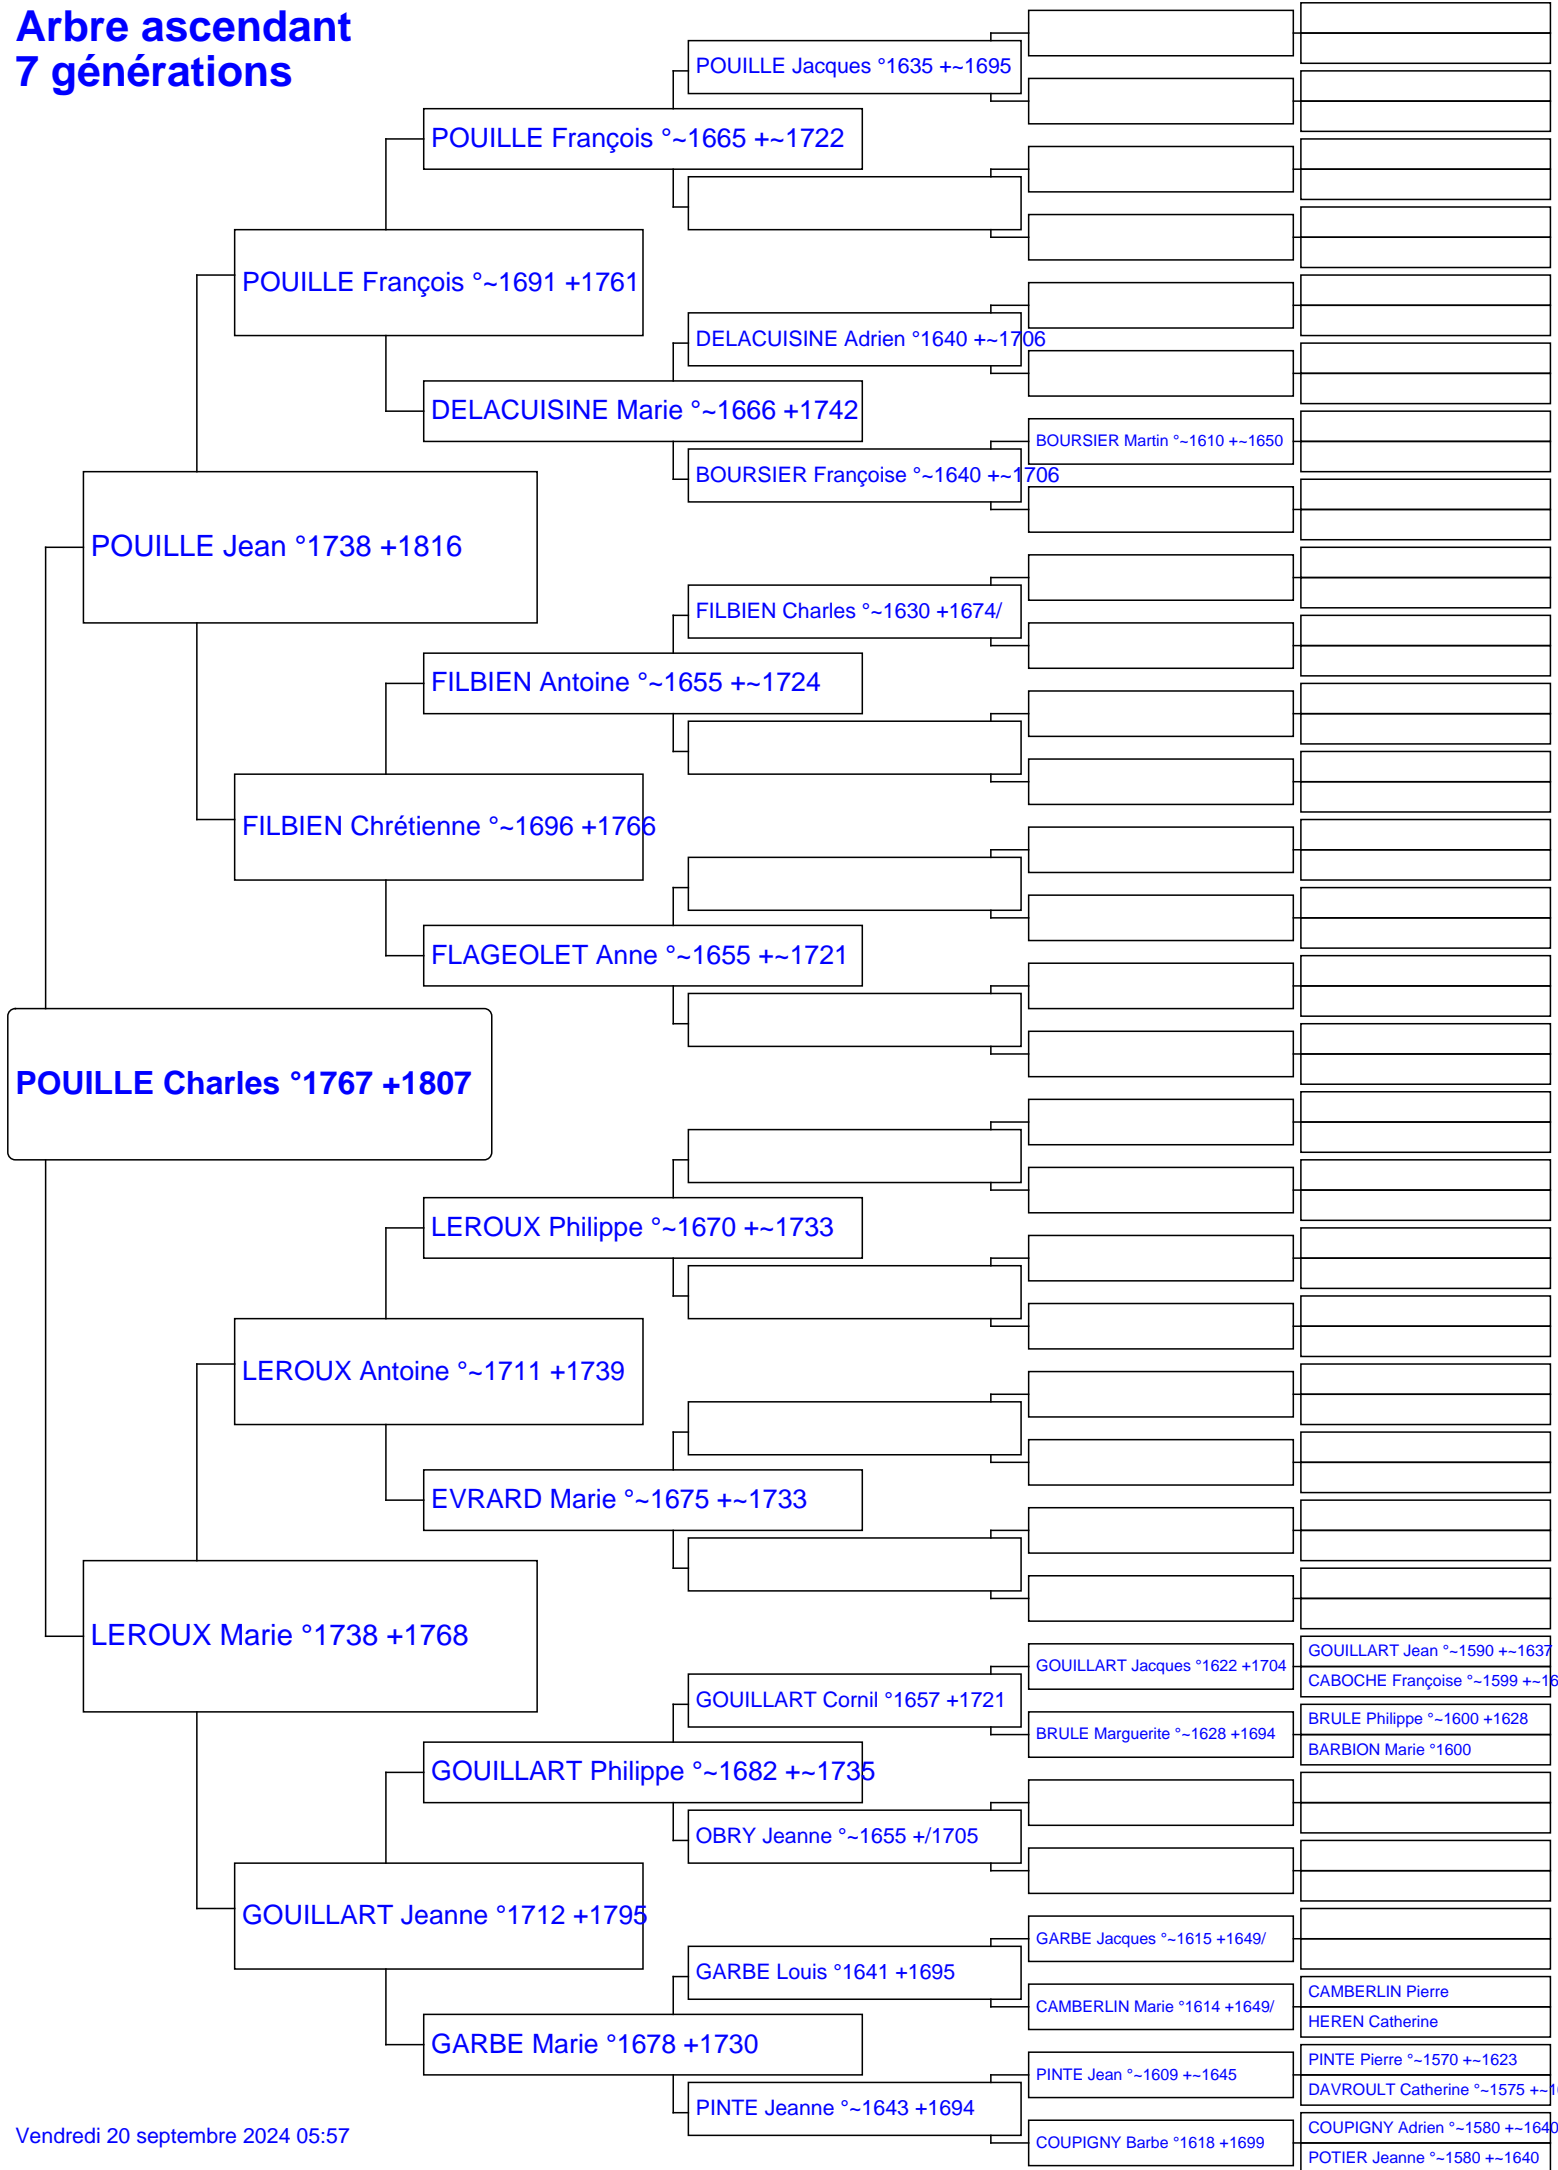 Arbre ascendant
7 générations
POUILLE Jacques °1635 +~1695
POUILLE François °~1665 +~1722
POUILLE François °~1691 +1761
DELACUISINE Adrien °1640 +~1706
DELACUISINE Marie °~1666 +1742
BOURSIER Martin °~1610 +~1650
BOURSIER Françoise °~1640 +~1706
POUILLE Jean °1738 +1816
FILBIEN Charles °~1630 +1674/
FILBIEN Antoine °~1655 +~1724
FILBIEN Chrétienne °~1696 +1766
FLAGEOLET Anne °~1655 +~1721
POUILLE Charles °1767 +1807
LEROUX Philippe °~1670 +~1733
LEROUX Antoine °~1711 +1739
EVRARD Marie °~1675 +~1733
LEROUX Marie °1738 +1768
GOUILLART Jean °~1590 +~1637
GOUILLART Jacques °1622 +1704
CABOCHE Françoise °~1599 +~16
GOUILLART Cornil °1657 +1721
BRULE Philippe °~1600 +1628
BRULE Marguerite °~1628 +1694
BARBION Marie °1600
GOUILLART Philippe °~1682 +~1735
OBRY Jeanne °~1655 +/1705
GOUILLART Jeanne °1712 +1795
GARBE Jacques °~1615 +1649/
GARBE Louis °1641 +1695
CAMBERLIN Pierre
CAMBERLIN Marie °1614 +1649/
HEREN Catherine
GARBE Marie °1678 +1730
PINTE Pierre °~1570 +~1623
PINTE Jean °~1609 +~1645
DAVROULT Catherine °~1575 +~1
PINTE Jeanne °~1643 +1694
COUPIGNY Adrien °~1580 +~1640
COUPIGNY Barbe °1618 +1699
POTIER Jeanne °~1580 +~1640
Vendredi 20 septembre 2024 05:57